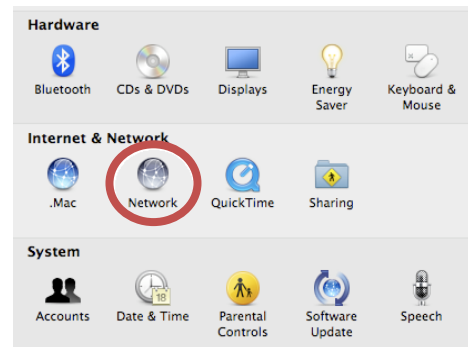 Hardware
Bluetooth CDs & DVDs Displays Energy Saver Keyboard & Mouse
Internet & Network
.Mac Network QuickTime Sharing
System
18
Accounts Date & Time Parental Controls Software Update Speech